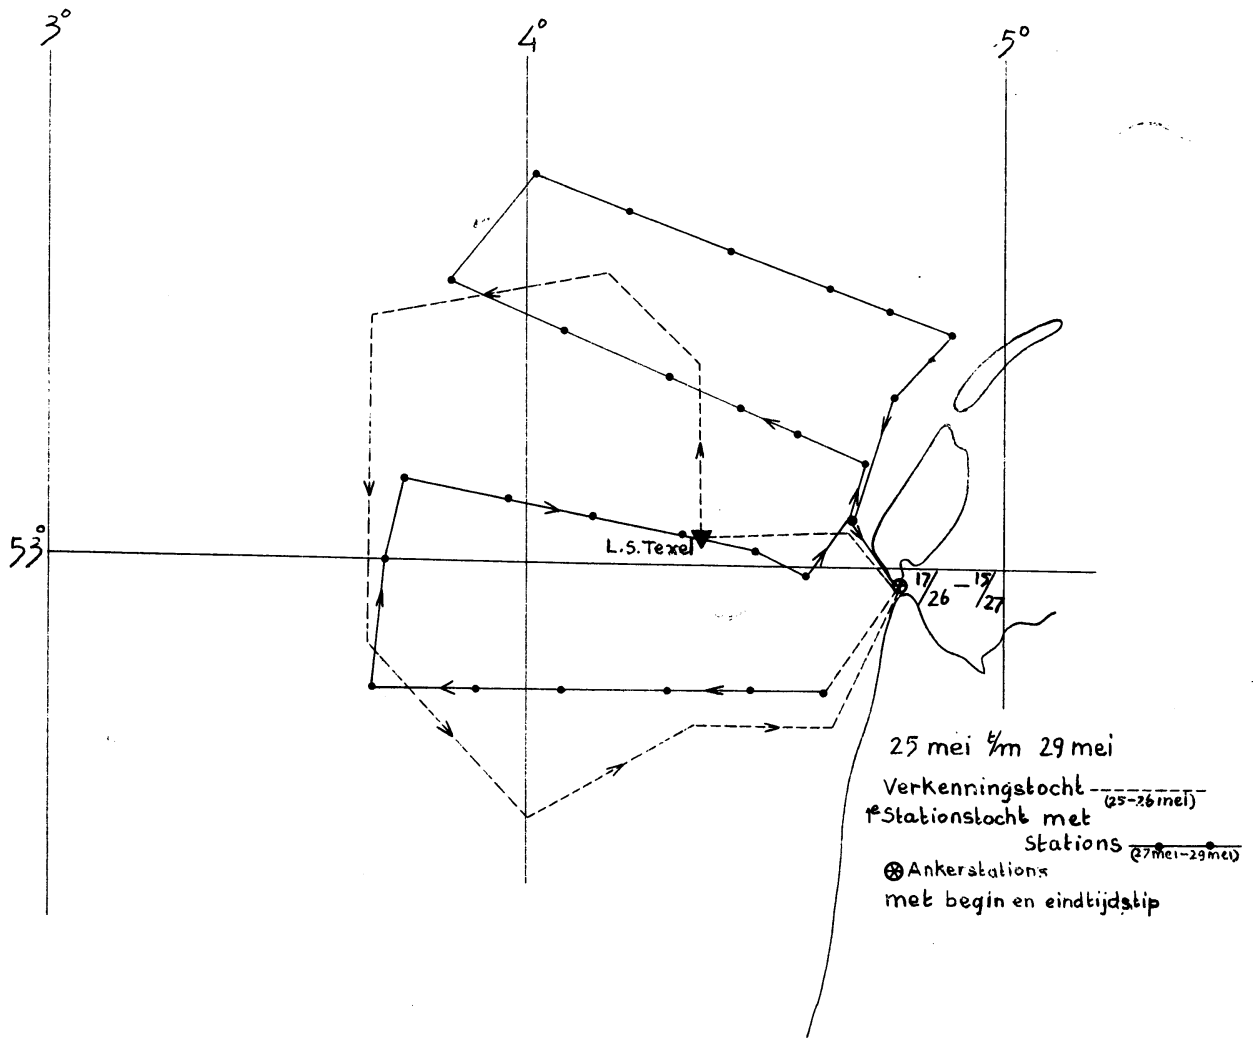 3°
4°
5°
53°
L.S. Texel
17/26 – 15/27
25 mei t/m 29 mei
Verkenningstocht
(25-26 mei)
1e Stationstocht met
stations
(27 mei-29 mei)
Ankerstations
met begin en eindtijdstip